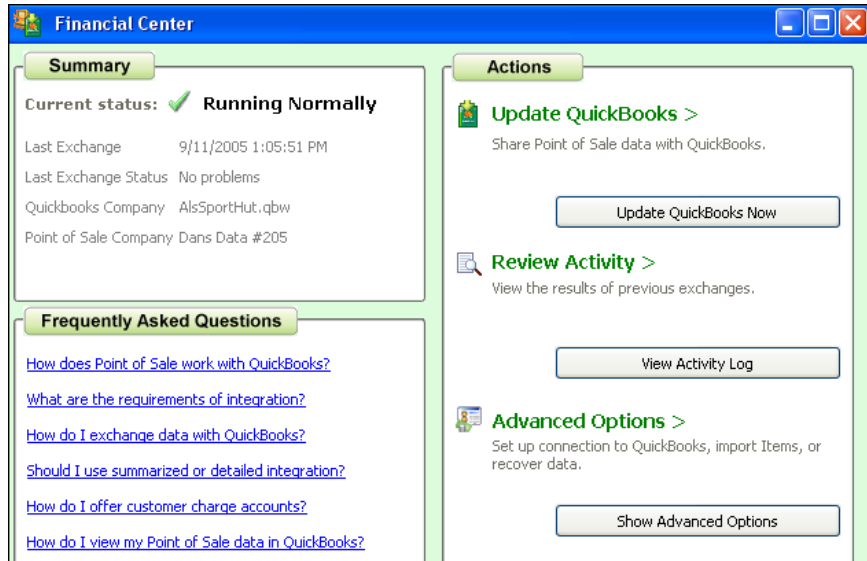 Financial Center
Summary
Current status: Running Normally
Last Exchange 9/11/2005 1:05:51 PM
Last Exchange Status No problems
Quickbooks Company AlsSportHut.qbw
Point of Sale Company Dans Data #205
Frequently Asked Questions
How does Point of Sale work with QuickBooks?
What are the requirements of integration?
How do I exchange data with QuickBooks?
Should I use summarized or detailed integration?
How do I offer customer charge accounts?
How do I view my Point of Sale data in QuickBooks?
Actions
Update QuickBooks >
Share Point of Sale data with QuickBooks.
Update QuickBooks Now
Review Activity >
View the results of previous exchanges.
View Activity Log
Advanced Options >
Set up connection to QuickBooks, import Items, or
recover data.
Show Advanced Options